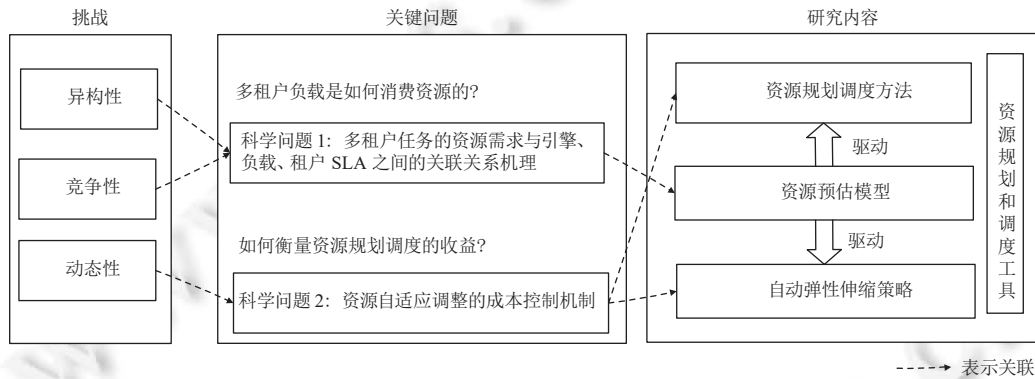 挑战
关键问题
研究内容
异构性
竞争性
动态性
多租户负载是如何消费资源的?
科学问题 1：多租户任务的资源需求与引擎、
负载、租户 SLA 之间的关联关系机理
如何衡量资源规划调度的收益?
科学问题 2：资源自适应调整的成本控制机制
资源规划调度方法
驱动
资源预估模型
驱动
自动弹性伸缩策略
资源规划和调度工具
表示关联